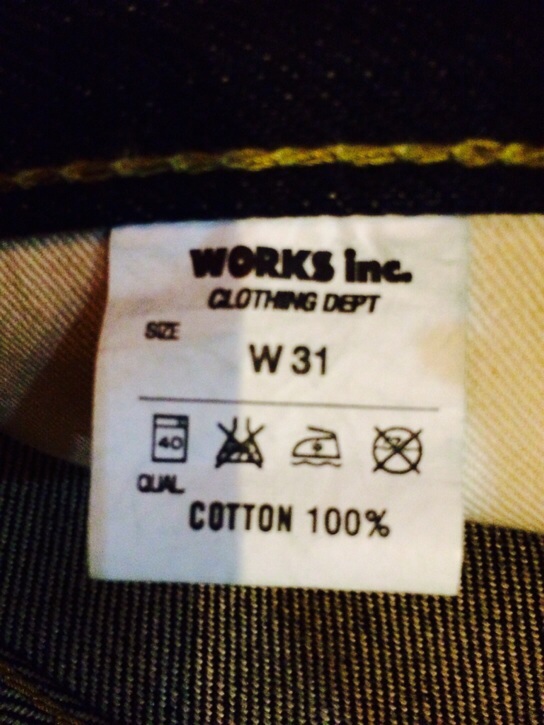 WORKS inc.
CLOTHING DEPT
SIZE
W 31
40
QUAL
COTTON 100%